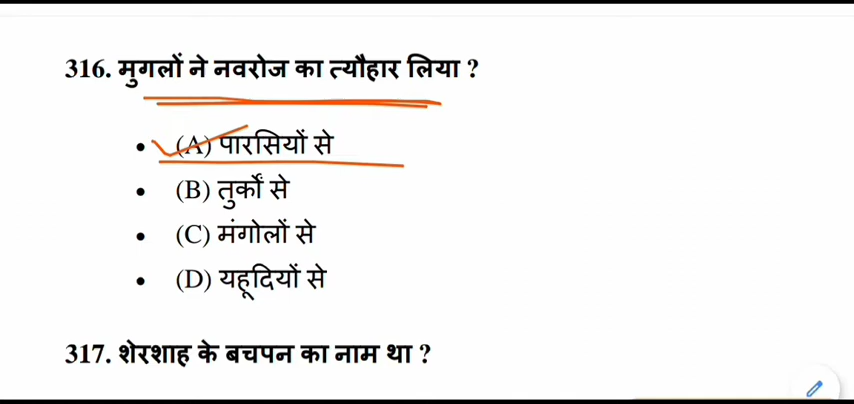 316. मुगलों ने नवरोज का त्यौहार लिया ?
• (A) पारसियों से
• (B) तुर्कों से
• (C) मंगोलों से
• (D) यहूदियों से
317. शेरशाह के बचपन का नाम था ?